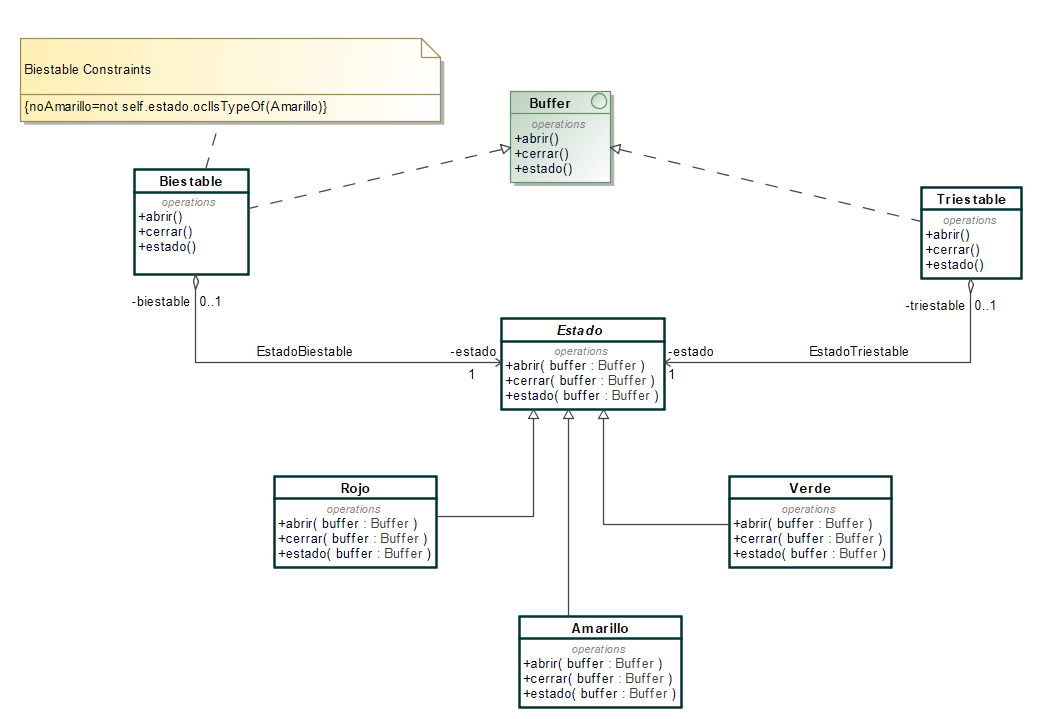 Biestable Constraints
{noAmarillo=not self.estado.oclIsTypeOf(Amarillo)}
Buffer
operations
+abrir()
+cerrar()
+estado()
Biestable
operations
+abrir()
+cerrar()
+estado()
Triestable
operations
+abrir()
+cerrar()
+estado()
-biestable 0..1
-triestable 0..1
EstadoBiestable
-estado
1
Estado
operations
+abrir( buffer : Buffer )
+cerrar( buffer : Buffer )
+estado( buffer : Buffer )
-estado
1
EstadoTriestable
Rojo
operations
+abrir( buffer : Buffer )
+cerrar( buffer : Buffer )
+estado( buffer : Buffer )
Verde
operations
+abrir( buffer : Buffer )
+cerrar( buffer : Buffer )
+estado( buffer : Buffer )
Amarillo
operations
+abrir( buffer : Buffer )
+cerrar( buffer : Buffer )
+estado( buffer : Buffer )